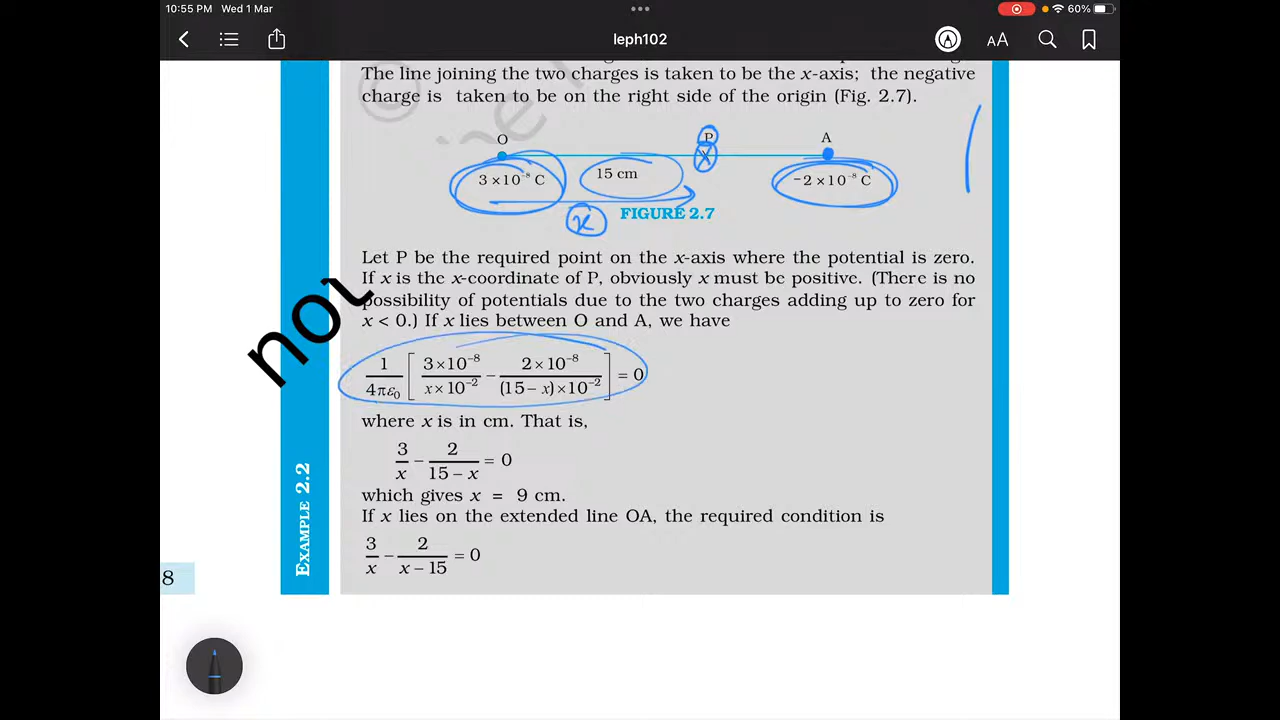 10:55 PM Wed 1 Mar
60%
leph102
AA
The line joining the two charges is taken to be the x-axis; the negative
charge is taken to be on the right side of the origin (Fig. 2.7).
O P A
X
3 ×10⁻⁸ C 15 cm −2 ×10⁻⁸ C
x FIGURE 2.7
Let P be the required point on the x-axis where the potential is zero.
If x is the x-coordinate of P, obviously x must be positive. (There is no
possibility of potentials due to the two charges adding up to zero for
x < 0.) If x lies between O and A, we have
1/4πε₀ [ 3×10⁻⁸/x×10⁻² − 2×10⁻⁸/(15− x)×10⁻² ] = 0
where x is in cm. That is,
3/x − 2/15 − x = 0
which gives x = 9 cm.
If x lies on the extended line OA, the required condition is
3/x − 2/x − 15 = 0
EXAMPLE 2.2
8
not